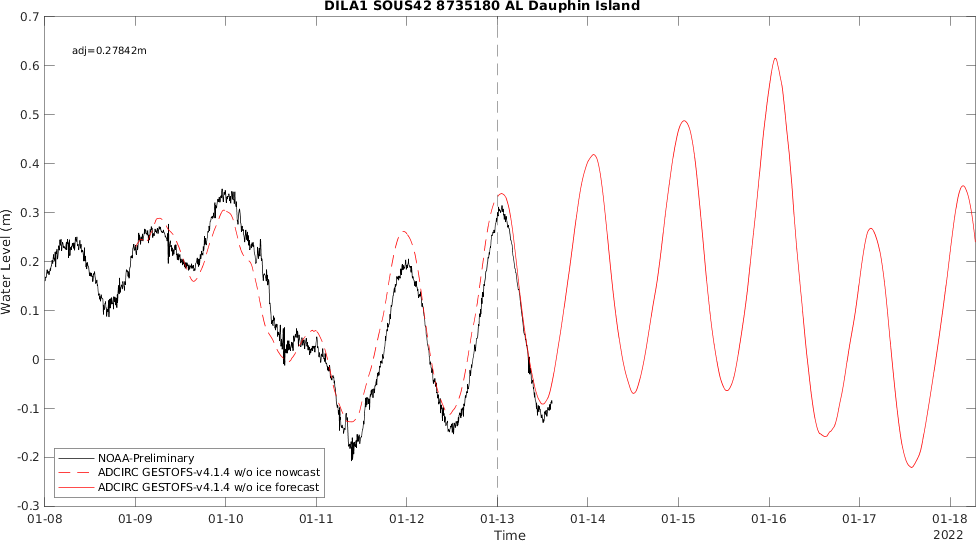 DILA1 SOUS42 8735180 AL Dauphin Island
adj=0.27842m
0.7
0.6
0.5
0.4
0.3
0.2
0.1
0
-0.1
-0.2
-0.3
Water Level (m)
NOAA-Preliminary
ADCIRC GESTOFS-v4.1.4 w/o ice nowcast
ADCIRC GESTOFS-v4.1.4 w/o ice forecast
01-08 01-09 01-10 01-11 01-12 01-13 01-14 01-15 01-16 01-17 01-18
Time
2022